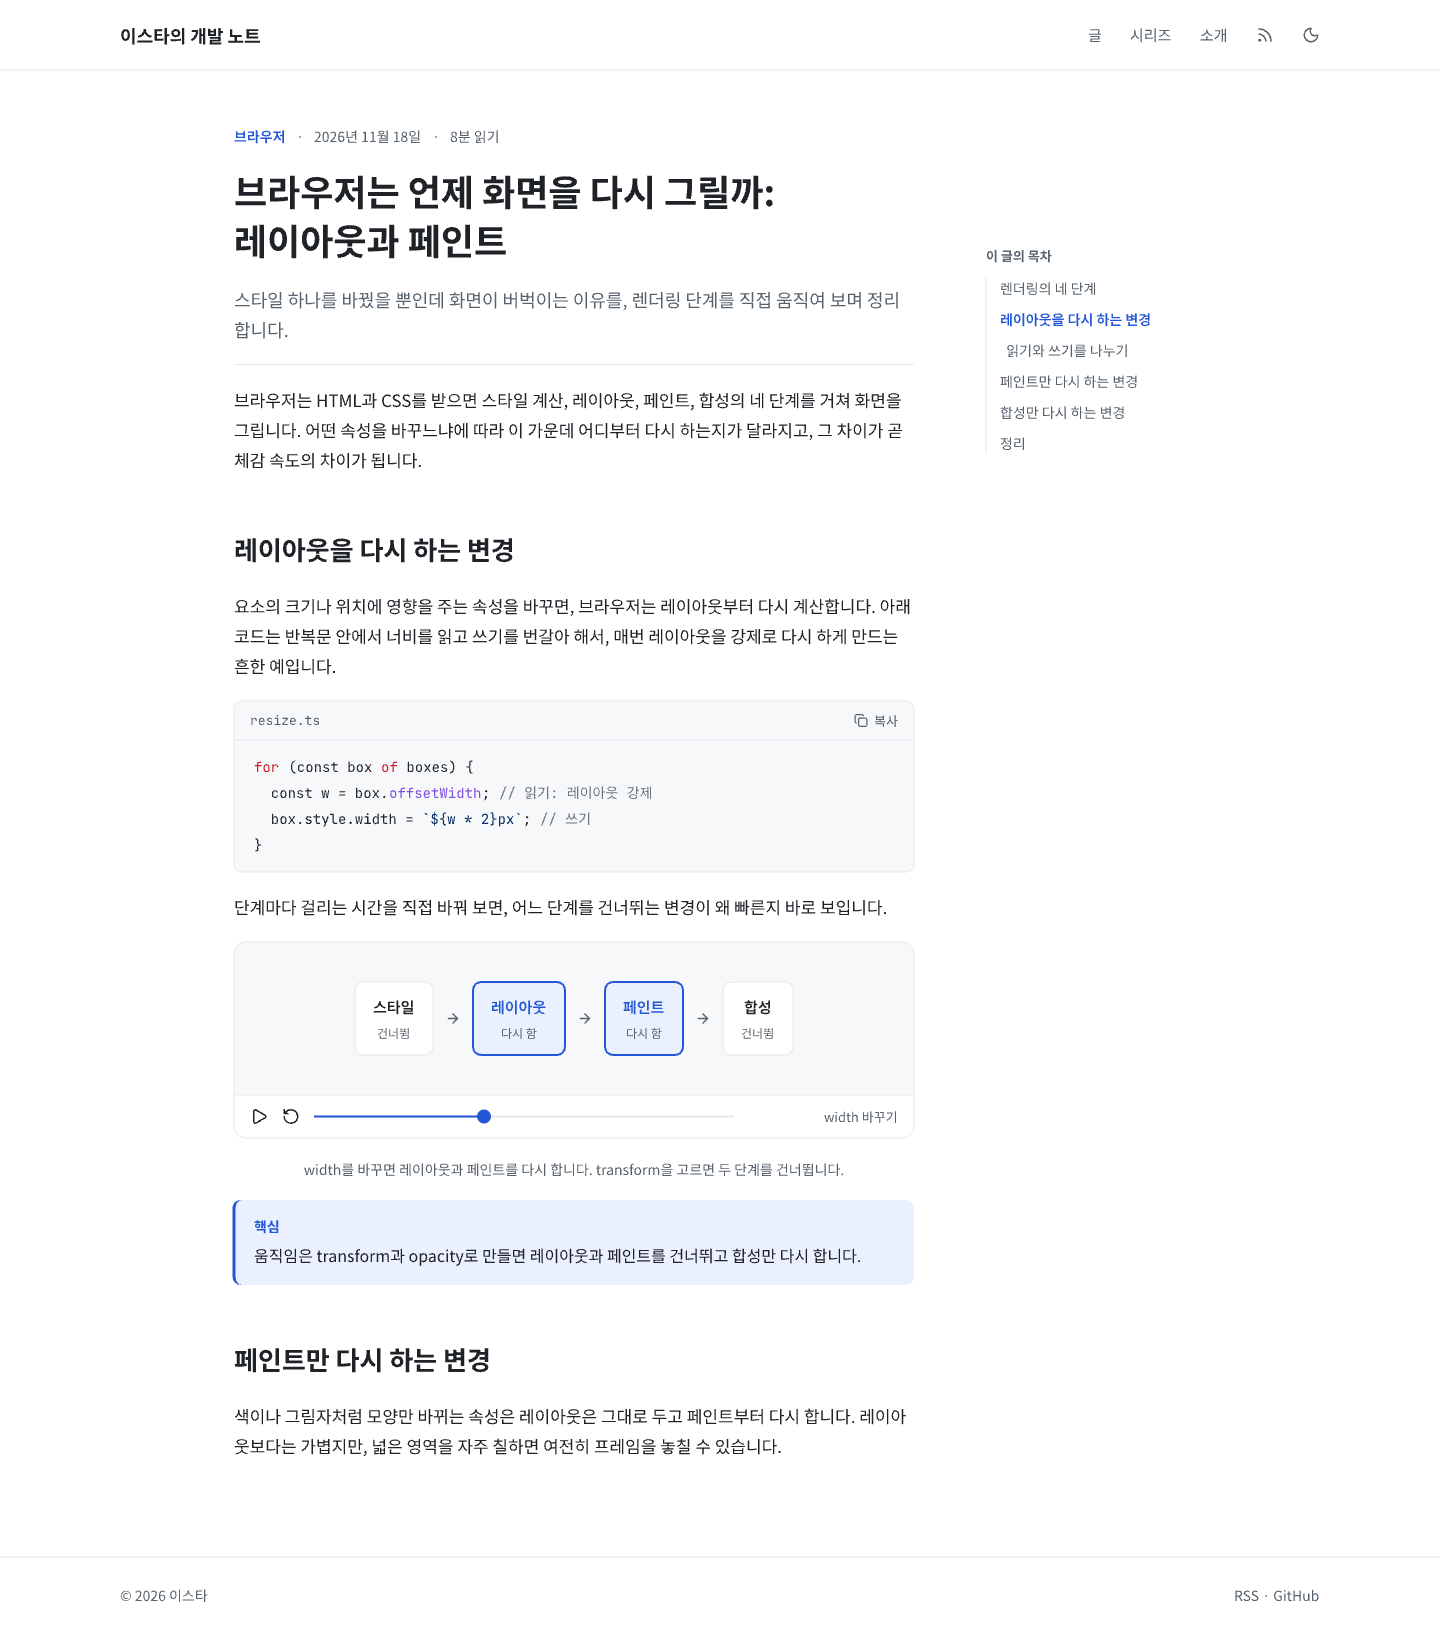 이스타의 개발 노트
글 시리즈 소개
브라우저 · 2026년 11월 18일 · 8분 읽기
브라우저는 언제 화면을 다시 그릴까:
레이아웃과 페인트
스타일 하나를 바꿨을 뿐인데 화면이 버벅이는 이유를, 렌더링 단계를 직접 움직여 보며 정리
합니다.
이 글의 목차
렌더링의 네 단계
레이아웃을 다시 하는 변경
읽기와 쓰기를 나누기
페인트만 다시 하는 변경
합성만 다시 하는 변경
정리
브라우저는 HTML과 CSS를 받으면 스타일 계산, 레이아웃, 페인트, 합성의 네 단계를 거쳐 화면을
그립니다. 어떤 속성을 바꾸느냐에 따라 이 가운데 어디부터 다시 하는지가 달라지고, 그 차이가 곧
체감 속도의 차이가 됩니다.
레이아웃을 다시 하는 변경
요소의 크기나 위치에 영향을 주는 속성을 바꾸면, 브라우저는 레이아웃부터 다시 계산합니다. 아래
코드는 반복문 안에서 너비를 읽고 쓰기를 번갈아 해서, 매번 레이아웃을 강제로 다시 하게 만드는
흔한 예입니다.
resize.ts 복사
for (const box of boxes) {
  const w = box.offsetWidth; // 읽기: 레이아웃 강제
  box.style.width = `${w * 2}px`; // 쓰기
}
단계마다 걸리는 시간을 직접 바꿔 보면, 어느 단계를 건너뛰는 변경이 왜 빠른지 바로 보입니다.
스타일 → 레이아웃 → 페인트 → 합성
건너뜀 다시 함 다시 함 건너뜀
width 바꾸기
width를 바꾸면 레이아웃과 페인트를 다시 합니다. transform을 고르면 두 단계를 건너뜁니다.
핵심
움직임은 transform과 opacity로 만들면 레이아웃과 페인트를 건너뛰고 합성만 다시 합니다.
페인트만 다시 하는 변경
색이나 그림자처럼 모양만 바뀌는 속성은 레이아웃은 그대로 두고 페인트부터 다시 합니다. 레이아
웃보다는 가볍지만, 넓은 영역을 자주 칠하면 여전히 프레임을 놓칠 수 있습니다.
© 2026 이스타
RSS · GitHub